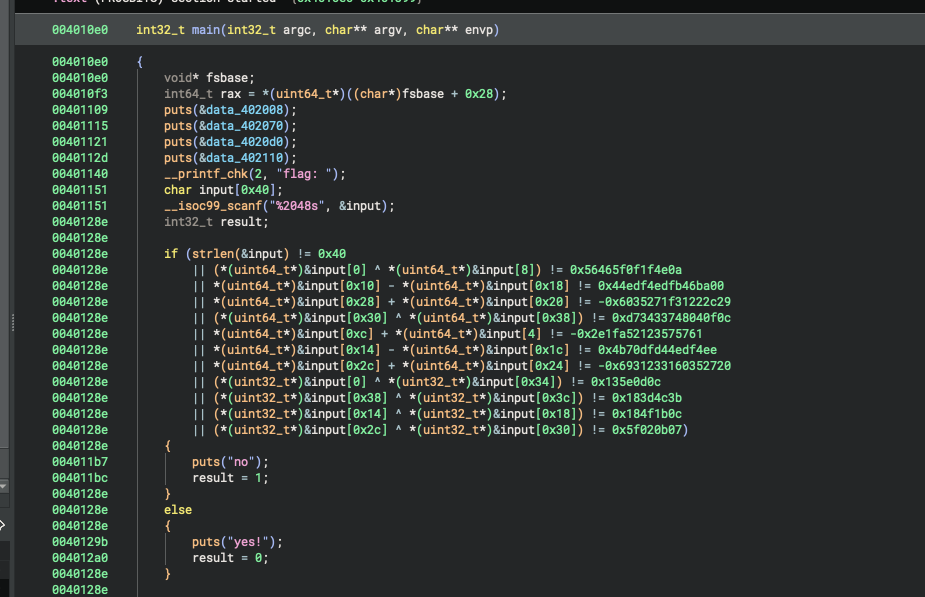 004010e0 int32_t main(int32_t argc, char** argv, char** envp)
004010e0 {
004010e0 void* fsbase;
004010f3 int64_t rax = *(uint64_t*)((char*)fsbase + 0x28);
00401109 puts(&data_402008);
00401115 puts(&data_402070);
00401121 puts(&data_4020d0);
0040112d puts(&data_402110);
00401140 __printf_chk(2, "flag: ");
00401151 char input[0x40];
00401151 __isoc99_scanf("%2048s", &input);
0040128e int32_t result;
0040128e
0040128e if (strlen(&input) != 0x40
0040128e || (*(uint64_t*)&input[0] ^ *(uint64_t*)&input[8]) != 0x56465f0f1f4e0a
0040128e || *(uint64_t*)&input[0x10] - *(uint64_t*)&input[0x18] != 0x44edf4edfb46ba00
0040128e || *(uint64_t*)&input[0x28] + *(uint64_t*)&input[0x20] != -0x6035271f31222c29
0040128e || (*(uint64_t*)&input[0x30] ^ *(uint64_t*)&input[0x38]) != 0xd73433748040f0c
0040128e || *(uint64_t*)&input[0xc] + *(uint64_t*)&input[4] != -0x2e1fa52123575761
0040128e || *(uint64_t*)&input[0x14] - *(uint64_t*)&input[0x1c] != 0x4b70dfd44edf4ee
0040128e || *(uint64_t*)&input[0x2c] + *(uint64_t*)&input[0x24] != -0x6931233160352720
0040128e || (*(uint32_t*)&input[0] ^ *(uint32_t*)&input[0x34]) != 0x135e0d0c
0040128e || (*(uint32_t*)&input[0x38] ^ *(uint32_t*)&input[0x3c]) != 0x183d4c3b
0040128e || (*(uint32_t*)&input[0x14] ^ *(uint32_t*)&input[0x18]) != 0x184f1b0c
0040128e || (*(uint32_t*)&input[0x2c] ^ *(uint32_t*)&input[0x30]) != 0x5f020b07)
0040128e {
004011b7 puts("no");
004011bc result = 1;
0040128e }
0040128e else
0040128e {
0040129b puts("yes!");
004012a0 result = 0;
0040128e }
0040128e